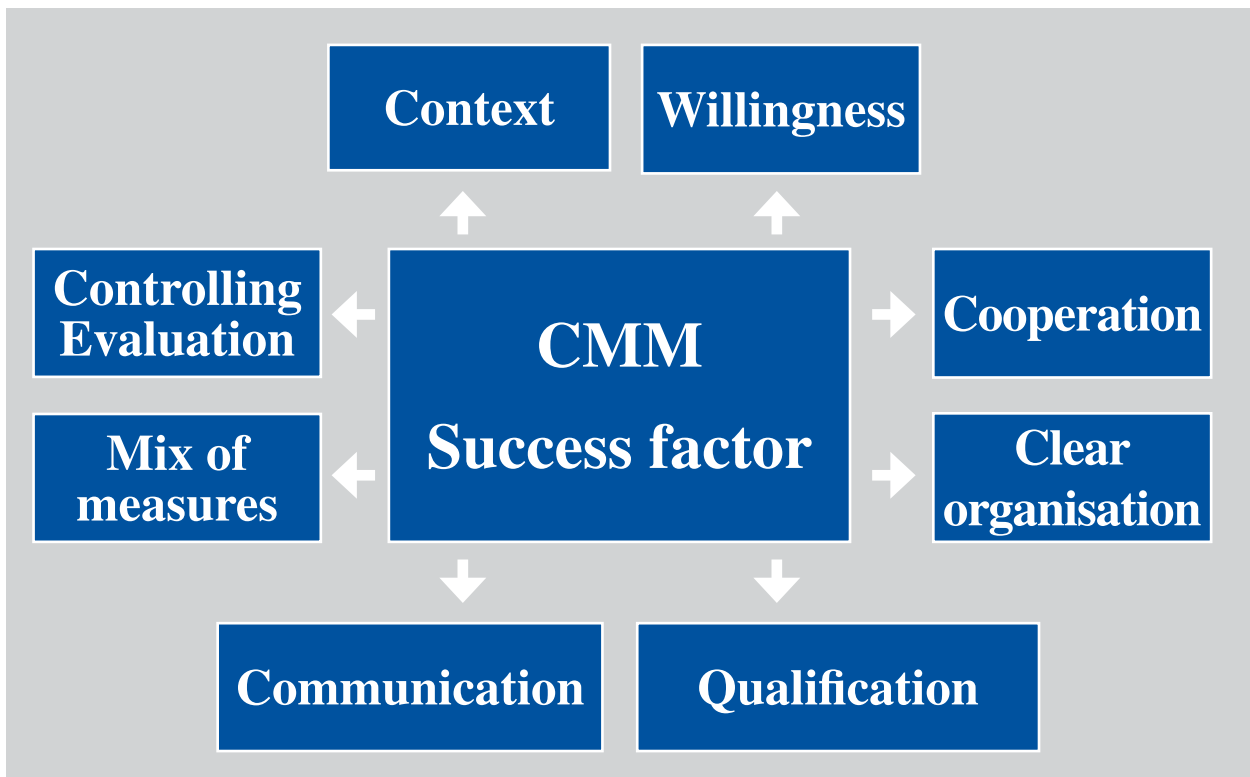 Context
Willingness
Controlling
Evaluation
CMM
Success factor
Cooperation
Mix of
measures
Clear
organisation
Communication
Qualification